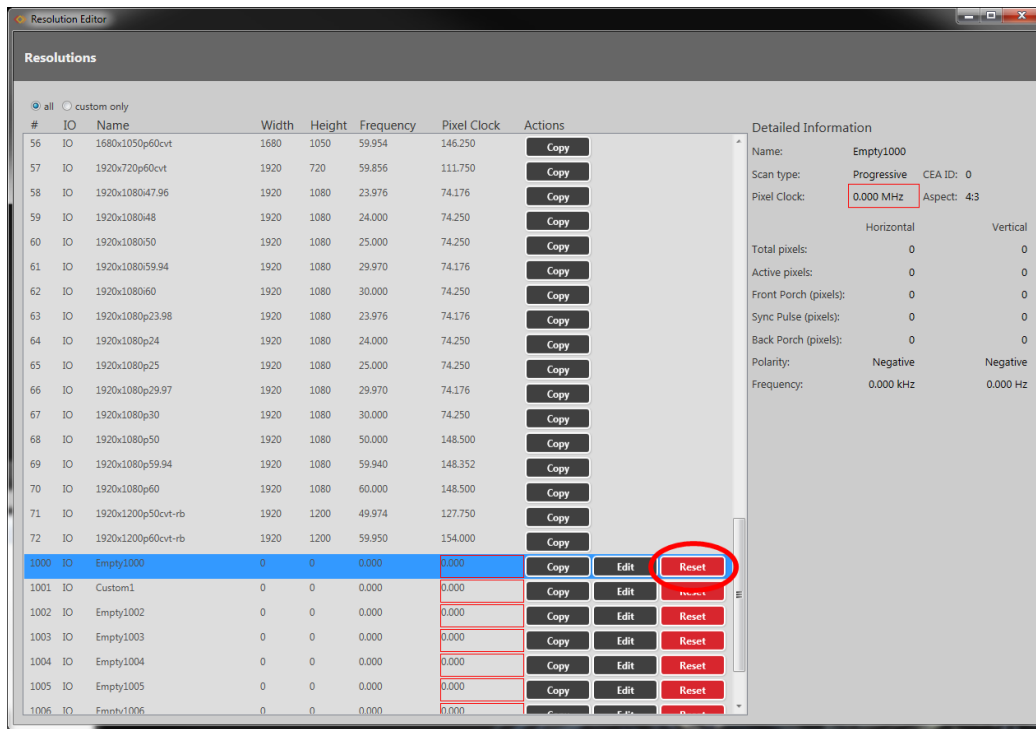 Resolution Editor
Resolutions
all custom only
# IO Name Width Height Frequency Pixel Clock Actions
56 IO 1680x1050p60cvt 1680 1050 59.954 146.250 Copy
57 IO 1920x720p60cvt 1920 720 59.856 111.750 Copy
58 IO 1920x1080i47.96 1920 1080 23.976 74.176 Copy
59 IO 1920x1080i48 1920 1080 24.000 74.250 Copy
60 IO 1920x1080i50 1920 1080 25.000 74.250 Copy
61 IO 1920x1080i59.94 1920 1080 29.970 74.176 Copy
62 IO 1920x1080i60 1920 1080 30.000 74.250 Copy
63 IO 1920x1080p23.98 1920 1080 23.976 74.176 Copy
64 IO 1920x1080p24 1920 1080 24.000 74.250 Copy
65 IO 1920x1080p25 1920 1080 25.000 74.250 Copy
66 IO 1920x1080p29.97 1920 1080 29.970 74.176 Copy
67 IO 1920x1080p30 1920 1080 30.000 74.250 Copy
68 IO 1920x1080p50 1920 1080 50.000 148.500 Copy
69 IO 1920x1080p59.94 1920 1080 59.940 148.352 Copy
70 IO 1920x1080p60 1920 1080 60.000 148.500 Copy
71 IO 1920x1200p50cvt-rb 1920 1200 49.974 127.750 Copy
72 IO 1920x1200p60cvt-rb 1920 1200 59.950 154.000 Copy
1000 IO Empty1000 0 0 0.000 0.000 Copy Edit Reset
1001 IO Custom1 0 0 0.000 0.000 Copy Edit Reset
1002 IO Empty1002 0 0 0.000 0.000 Copy Edit Reset
1003 IO Empty1003 0 0 0.000 0.000 Copy Edit Reset
1004 IO Empty1004 0 0 0.000 0.000 Copy Edit Reset
1005 IO Empty1005 0 0 0.000 0.000 Copy Edit Reset
1006 IO Empty1006 0 0 0.000 0.000 Copy Edit Reset
Detailed Information
Name: Empty1000
Scan type: Progressive CEA ID: 0
Pixel Clock: 0.000 MHz Aspect: 4:3
Horizontal Vertical
Total pixels: 0 0
Active pixels: 0 0
Front Porch (pixels): 0 0
Sync Pulse (pixels): 0 0
Back Porch (pixels): 0 0
Polarity: Negative Negative
Frequency: 0.000 kHz 0.000 Hz